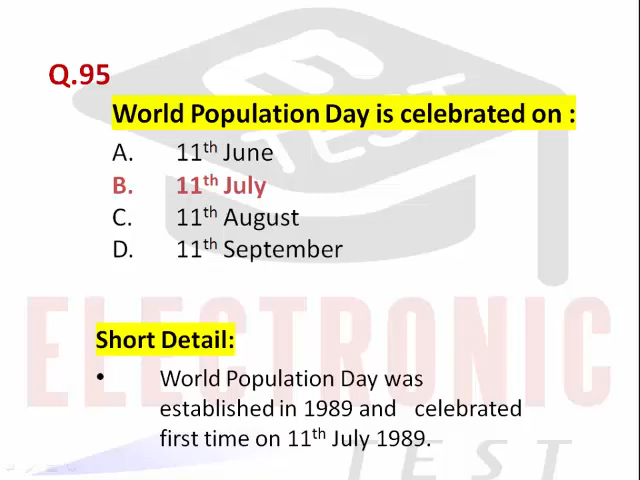 Q.95
World Population Day is celebrated on :
A. 11th June
B. 11th July
C. 11th August
D. 11th September
Short Detail:
• World Population Day was
established in 1989 and celebrated
first time on 11th July 1989.
ELECTRONIC
TEST
TEST